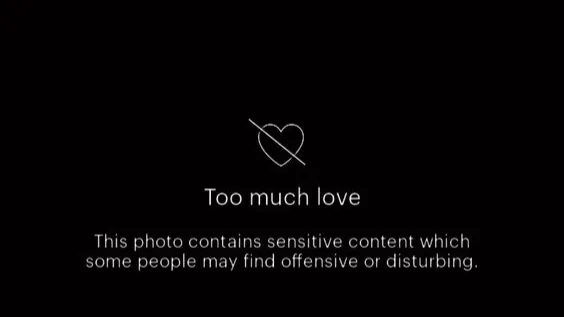 Too much love
This photo contains sensitive content which
some people may find offensive or disturbing.